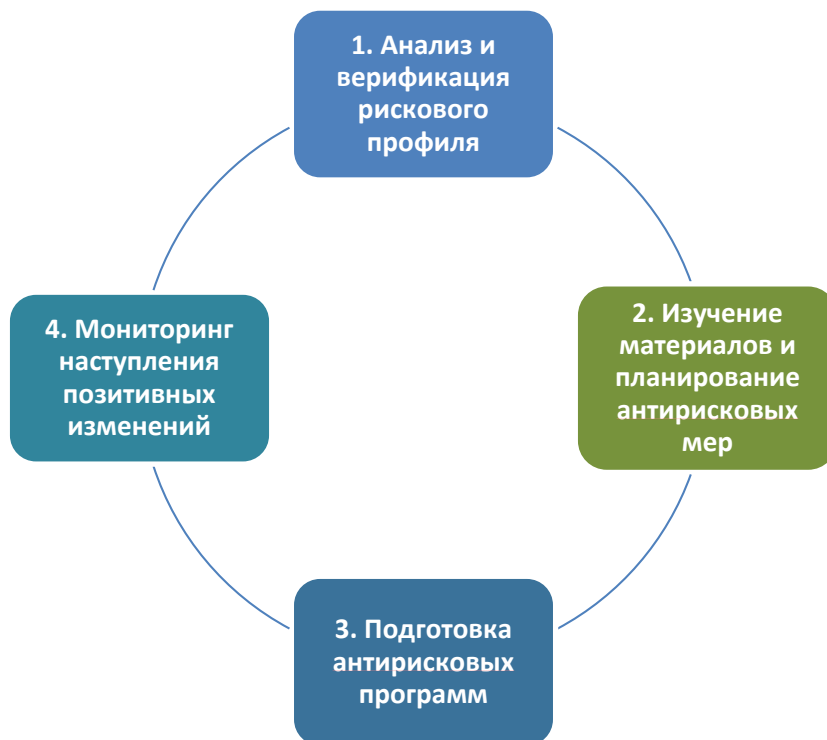 1. Анализ и
верификация
рискового
профиля
2. Изучение
материалов и
планирование
антирисковых
мер
3. Подготовка
антирисковых
программ
4. Мониторинг
наступления
позитивных
изменений